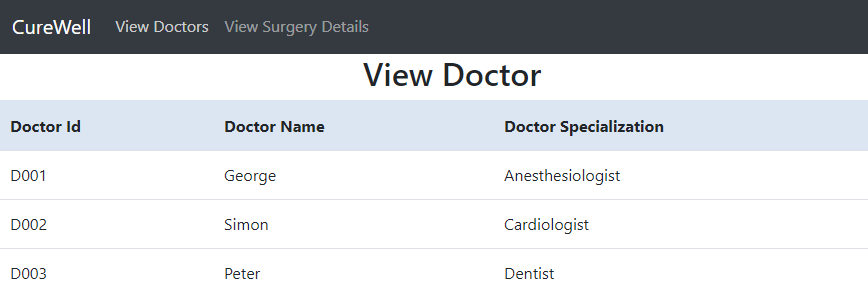 CureWell View Doctors View Surgery Details
View Doctor
Doctor Id Doctor Name Doctor Specialization
D001 George Anesthesiologist
D002 Simon Cardiologist
D003 Peter Dentist